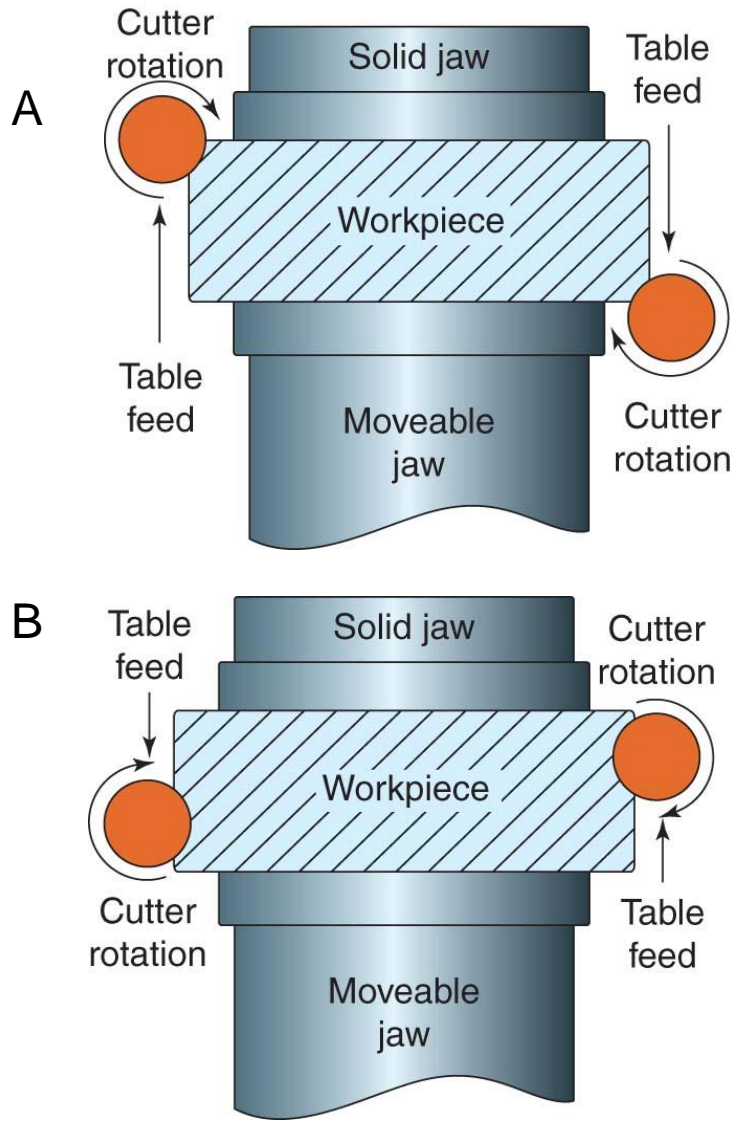 Cutter
rotation
Solid jaw
Table
feed
A
Workpiece
Table
feed
Moveable
jaw
Cutter
rotation
B
Table
feed
Solid jaw
Cutter
rotation
Workpiece
Cutter
rotation
Table
feed
Moveable
jaw